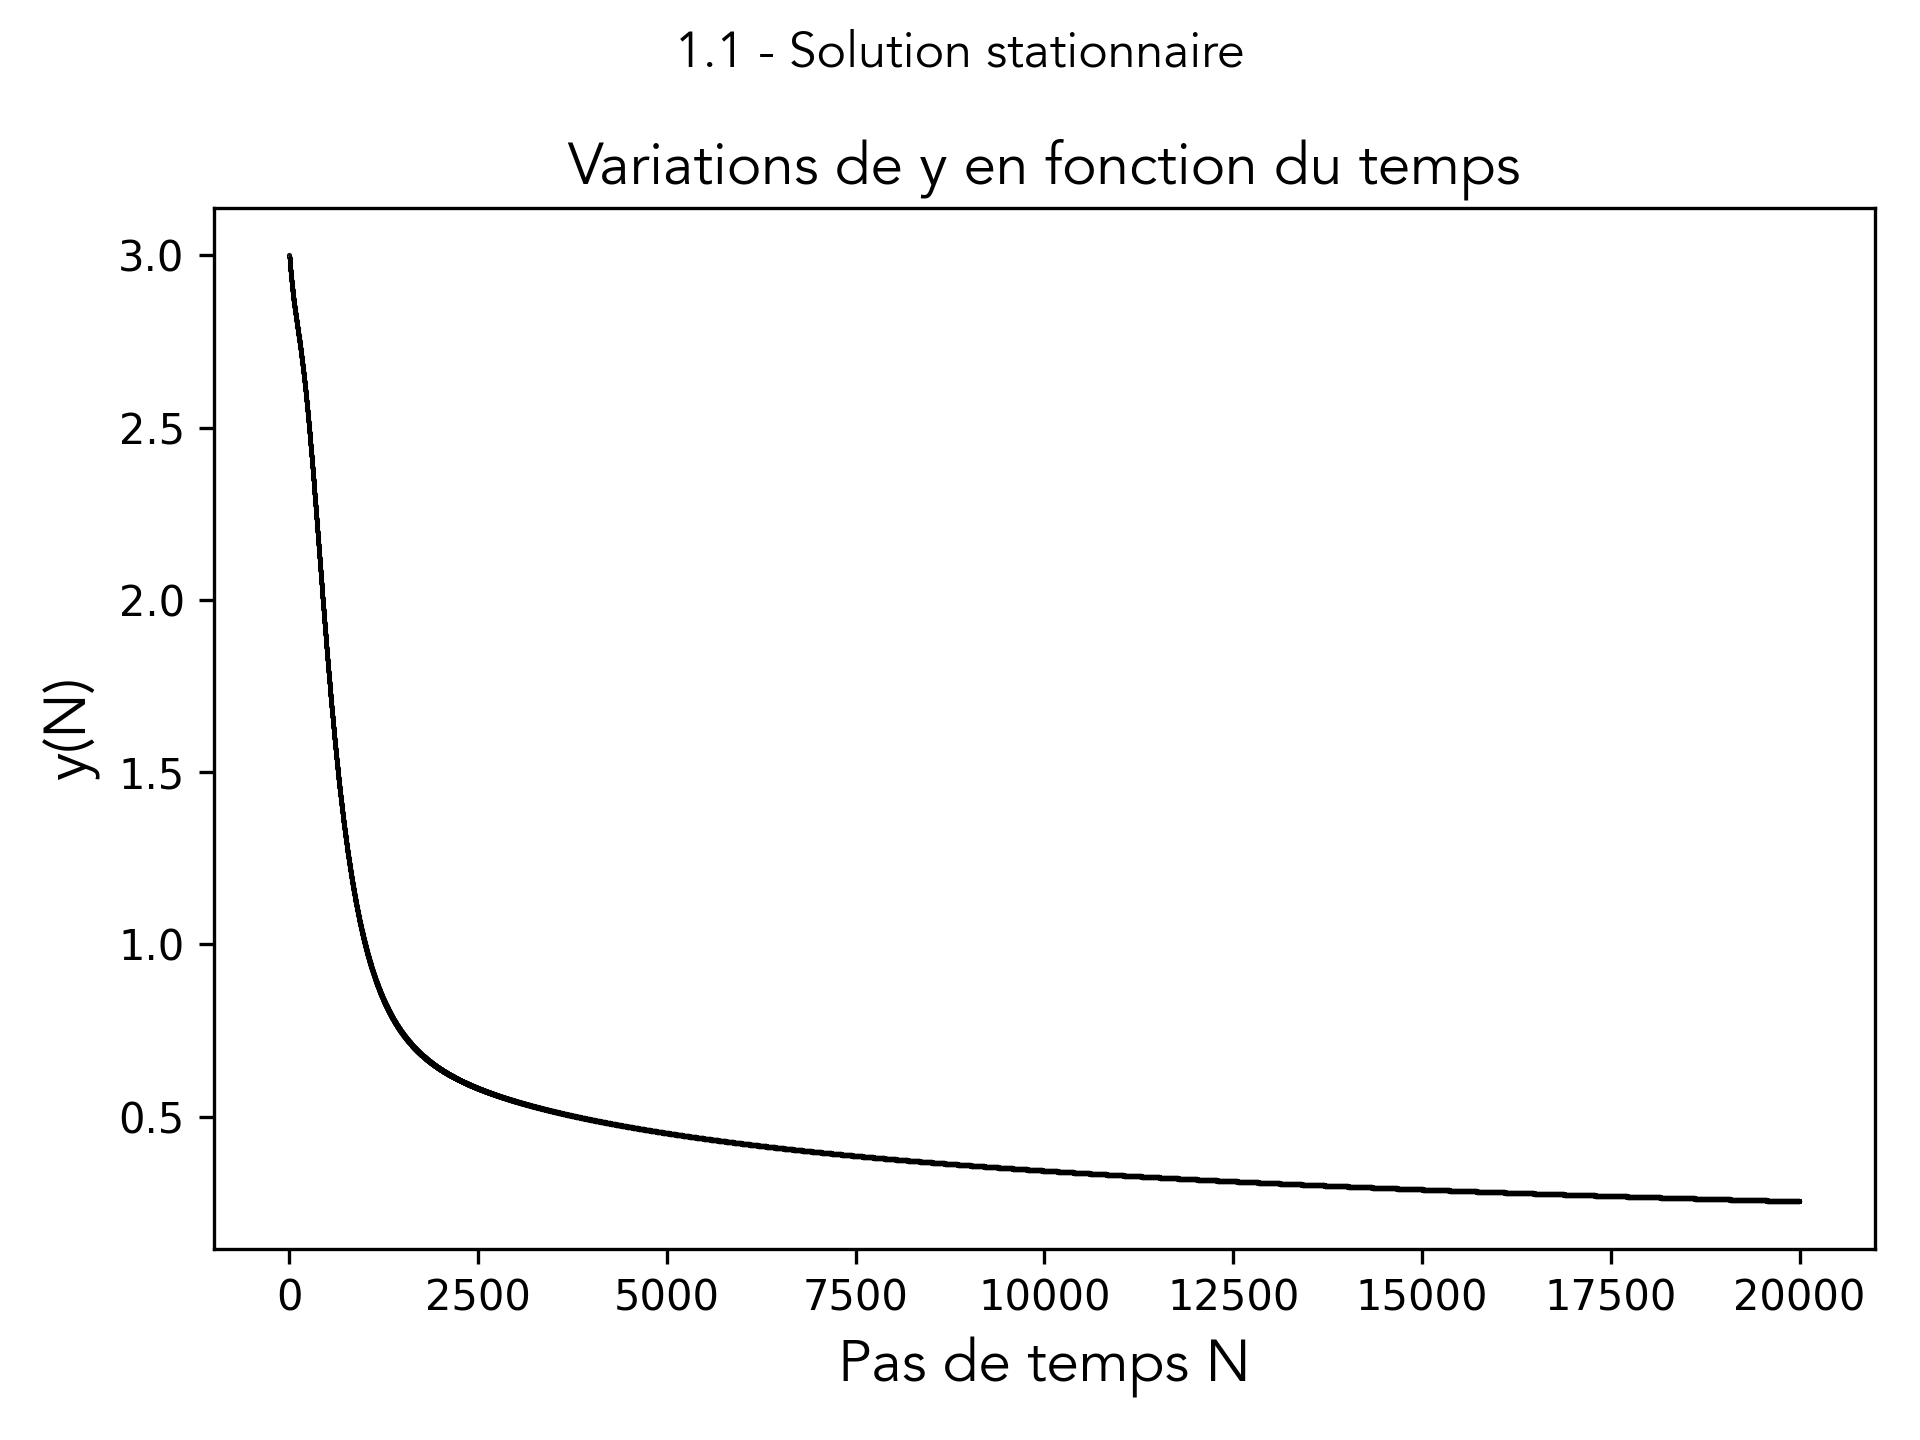 1.1 - Solution stationnaire
Variations de y en fonction du temps
3.0
2.5
2.0
1.5
1.0
0.5
y(N)
0 2500 5000 7500 10000 12500 15000 17500 20000
Pas de temps N